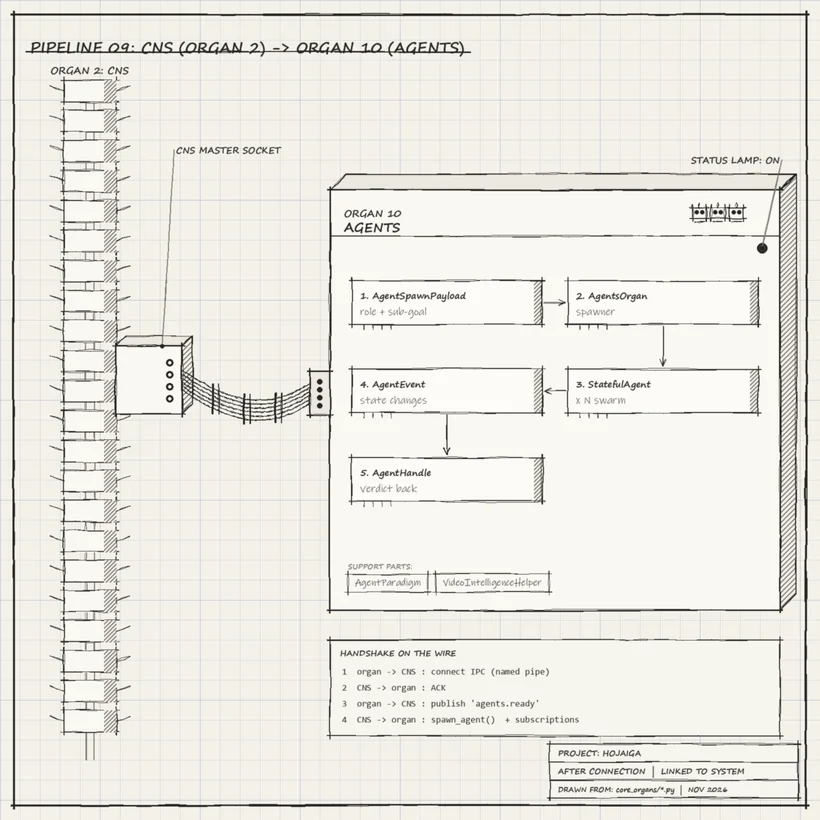 PIPELINE 09: CNS (ORGAN 2) -> ORGAN 10 (AGENTS)
ORGAN 2: CNS
CNS MASTER SOCKET
STATUS LAMP: ON
ORGAN 10
AGENTS
1. AgentSpawnPayload
role + sub-goal
2. AgentsOrgan
spawner
4. AgentEvent
state changes
3. StatefulAgent
x N swarm
5. AgentHandle
verdict back
SUPPORT PARTS:
AgentParadigm
VideoIntelligenceHelper
HANDSHAKE ON THE WIRE
1 organ -> CNS : connect IPC (named pipe)
2 CNS -> organ : ACK
3 organ -> CNS : publish 'agents.ready'
4 CNS -> organ : spawn_agent() + subscriptions
PROJECT: HOJAIGA
AFTER CONNECTION | LINKED TO SYSTEM
DRAWN FROM: core_organs/*.py | NOV 2026